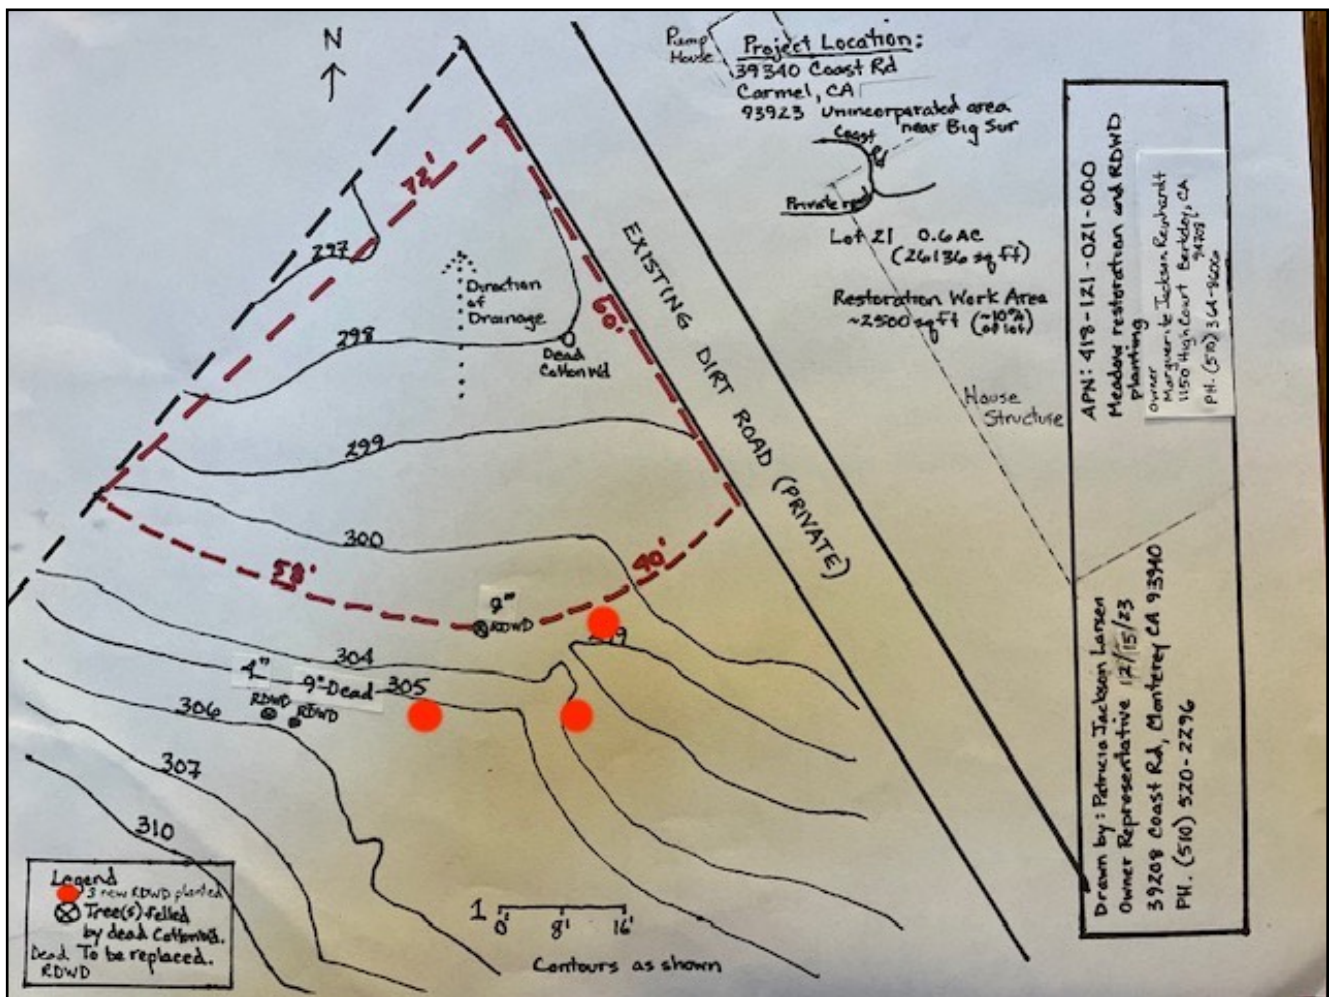 N
Pump
House
Project Location:
39340 Coast Rd
Carmel, CA
93923 Unincorporated area
near Big Sur
Coast
Private road
Lot 21 0.6 AC
(26136 sq ft)
Restoration Work Area
~2500 sq ft (~10%
of lot)
House
Structure
EXISTING DIRT ROAD (PRIVATE)
72'
60'
58'
40'
297
298
299
300
Direction
of
Drainage
Dead
Cotton Wd
9"
RDWD
304
4"
9" Dead
305
RDWD
RDWD
306
307
310
Legend
3 new RDWD planted
Tree(s) felled
by dead Cottonwd.
Dead To be replaced.
RDWD
1
0' 8' 16'
Contours as shown
APN: 418-121-021-000
Meadow restoration and RDWD
planting
Owner
Marguerite Jackson Reinhardt
1150 High Court Berkeley, CA
94708
PH. (510) 364-8606
Drawn by: Patricia Jackson Larsen
Owner Representative 12/15/23
39208 Coast Rd, Monterey CA 93940
PH. (510) 520-2296